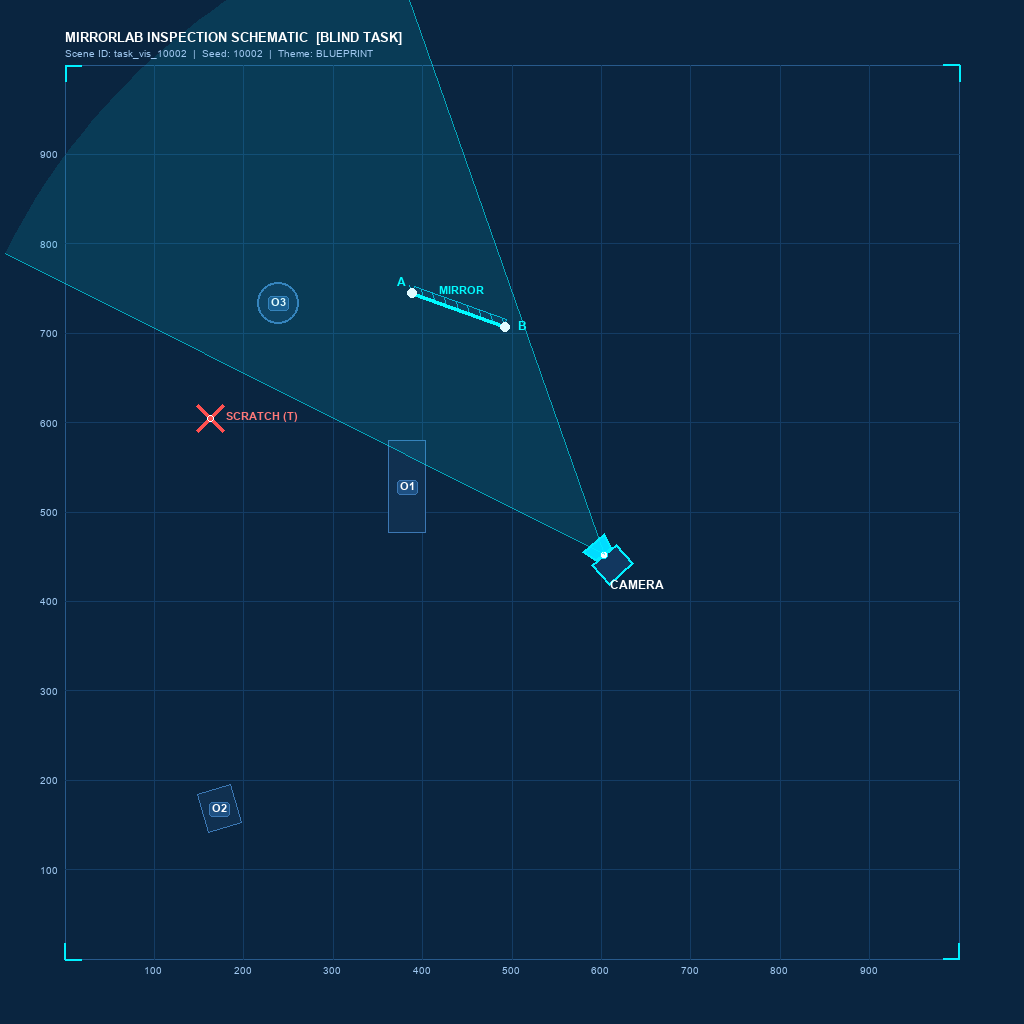 MIRRORLAB INSPECTION SCHEMATIC [BLIND TASK]
Scene ID: task_vis_10002 | Seed: 10002 | Theme: BLUEPRINT
900
800
A
MIRROR
O3
B
700
SCRATCH (T)
600
O1
500
CAMERA
400
300
200
O2
100
100 200 300 400 500 600 700 800 900